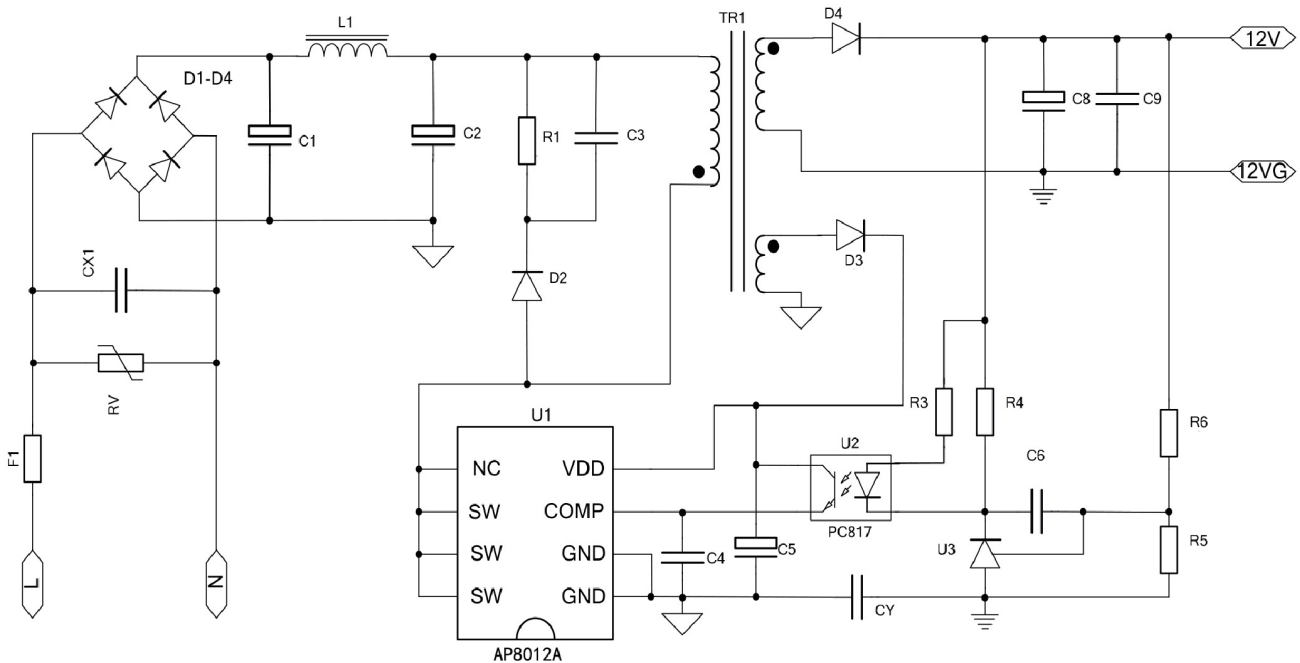 L1
TR1
D4
12V
D1-D4
C1
C2
R1
C3
C8
C9
12VG
CX1
D2
D3
RV
R3
R4
R6
F1
U1
U2
C6
NC
VDD
SW
COMP
SW
GND
SW
GND
PC817
C4
C5
U3
R5
L
N
CY
AP8012A